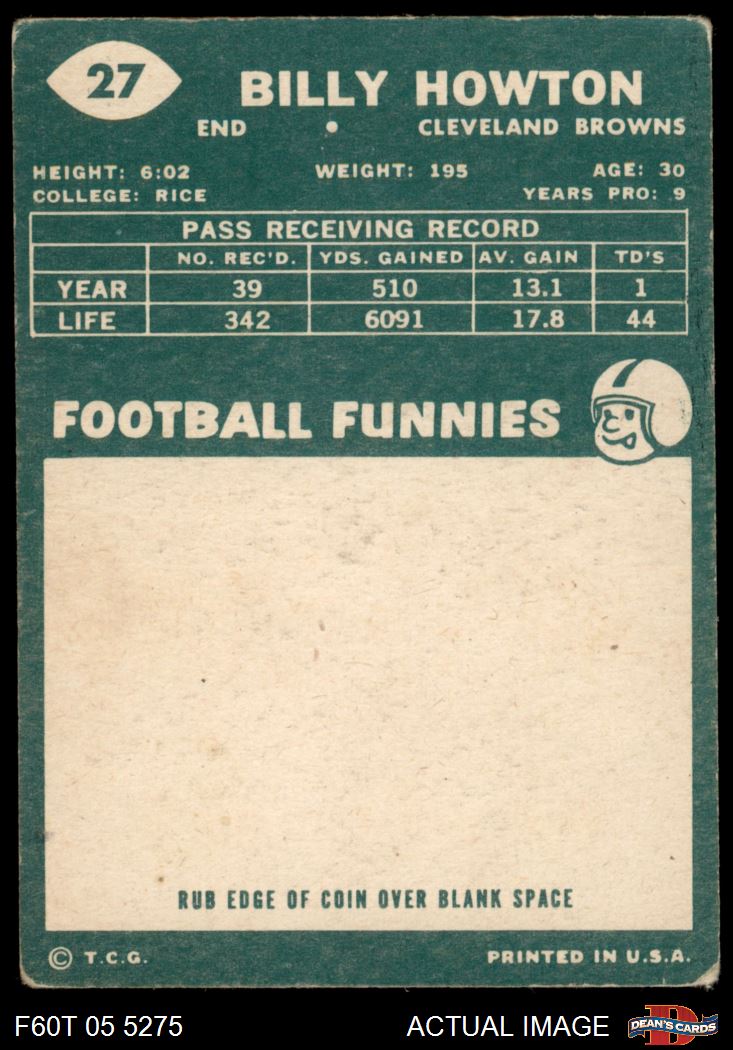 27
BILLY HOWTON
END • CLEVELAND BROWNS
HEIGHT: 6:02 WEIGHT: 195 AGE: 30
COLLEGE: RICE YEARS PRO: 9
PASS RECEIVING RECORD
NO. REC'D. YDS. GAINED AV. GAIN TD'S
YEAR 39 510 13.1 1
LIFE 342 6091 17.8 44
FOOTBALL FUNNIES
RUB EDGE OF COIN OVER BLANK SPACE
© T.C.G. PRINTED IN U.S.A.
F60T 05 5275 ACTUAL IMAGE D DEAN'S CARDS